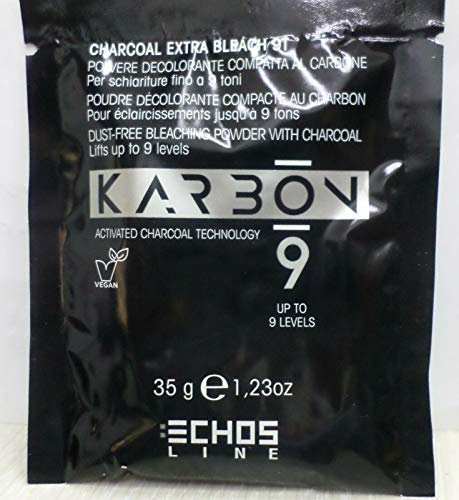 CHARCOAL EXTRA BLEACH 9T
POLVERE DECOLORANTE COMPATTA AL CARBONE
Per schiariture fino a 9 toni
POUDRE DÉCOLORANTE COMPACTE AU CHARBON
Pour éclaircissements jusqu'à 9 tons
DUST-FREE BLEACHING POWDER WITH CHARCOAL
Lifts up to 9 levels
KARBON
9
ACTIVATED CHARCOAL TECHNOLOGY
VEGAN
UP TO
9 LEVELS
35 g e 1,23oz
ECHOS
LINE